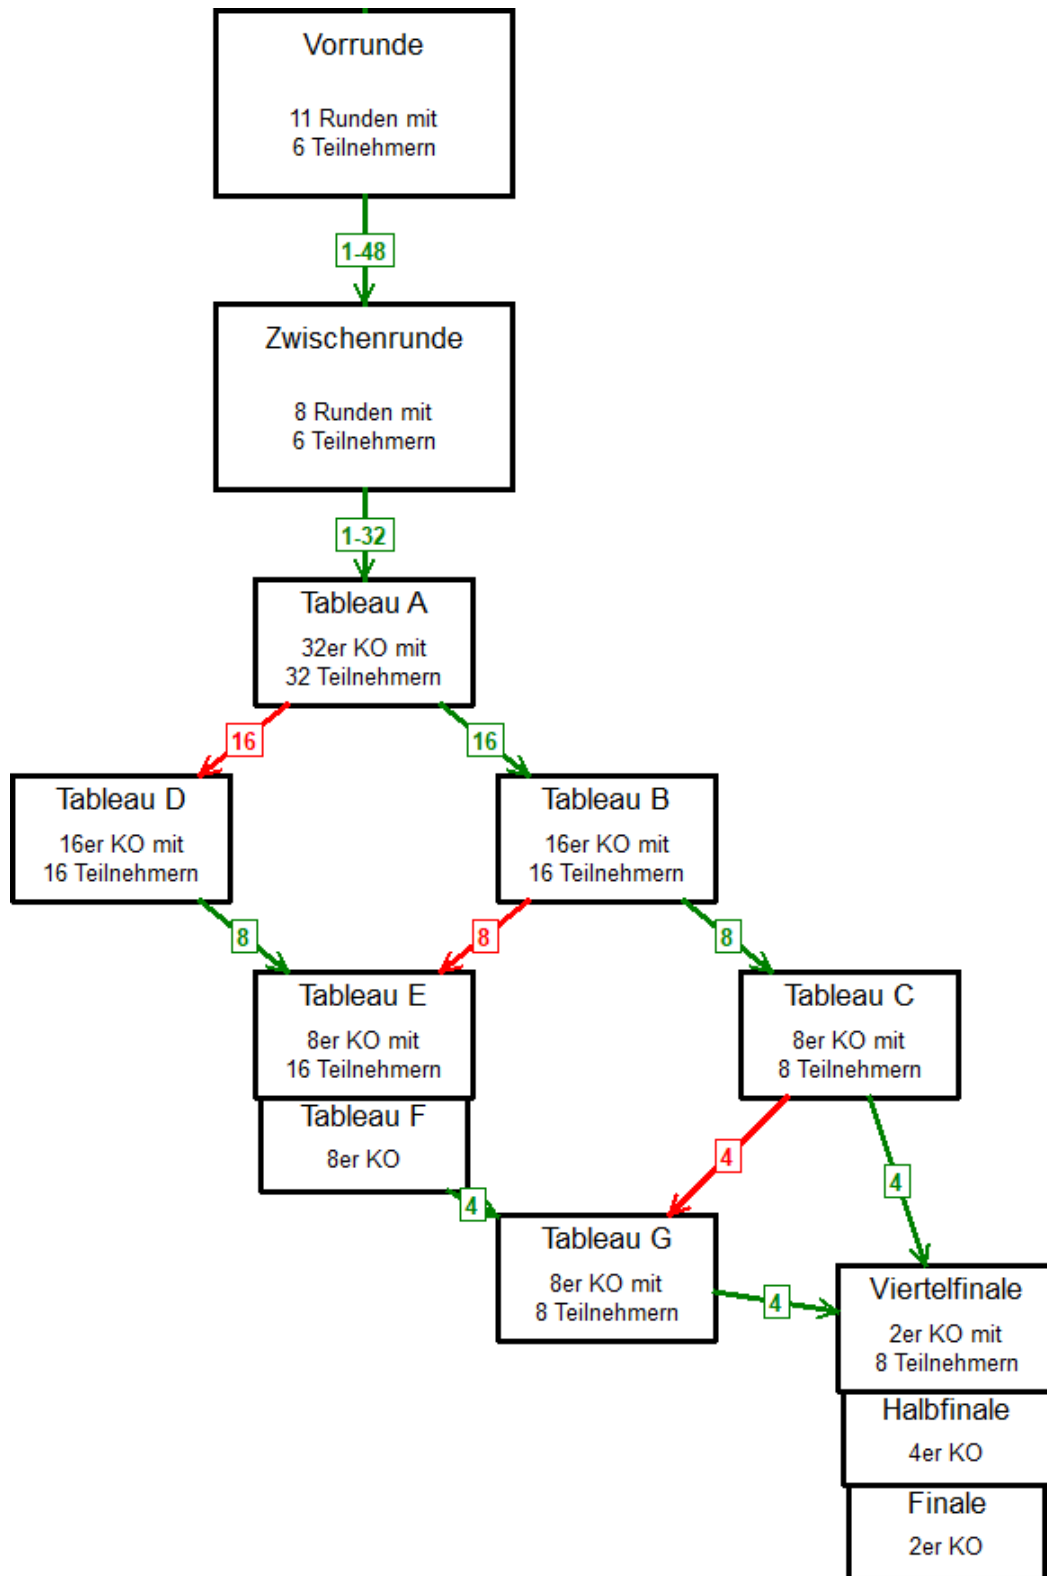 Vorrunde
11 Runden mit
6 Teilnehmern
1-48
Zwischenrunde
8 Runden mit
6 Teilnehmern
1-32
Tableau A
32er KO mit
32 Teilnehmern
16
16
Tableau D
16er KO mit
16 Teilnehmern
Tableau B
16er KO mit
16 Teilnehmern
8
8
8
Tableau E
8er KO mit
16 Teilnehmern
Tableau C
8er KO mit
8 Teilnehmern
Tableau F
8er KO
4
4
4
Tableau G
8er KO mit
8 Teilnehmern
4
Viertelfinale
2er KO mit
8 Teilnehmern
Halbfinale
4er KO
Finale
2er KO